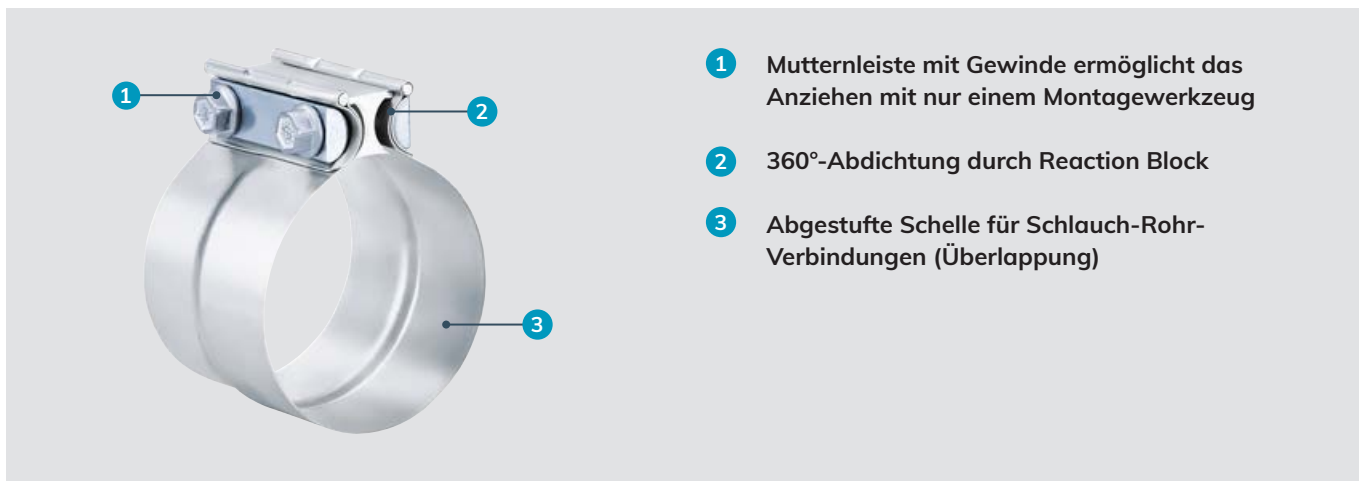 1
2
3
1 Mutternleiste mit Gewinde ermöglicht das
Anziehen mit nur einem Montagewerkzeug
2 360°-Abdichtung durch Reaction Block
3 Abgestufte Schelle für Schlauch-Rohr-
Verbindungen (Überlappung)